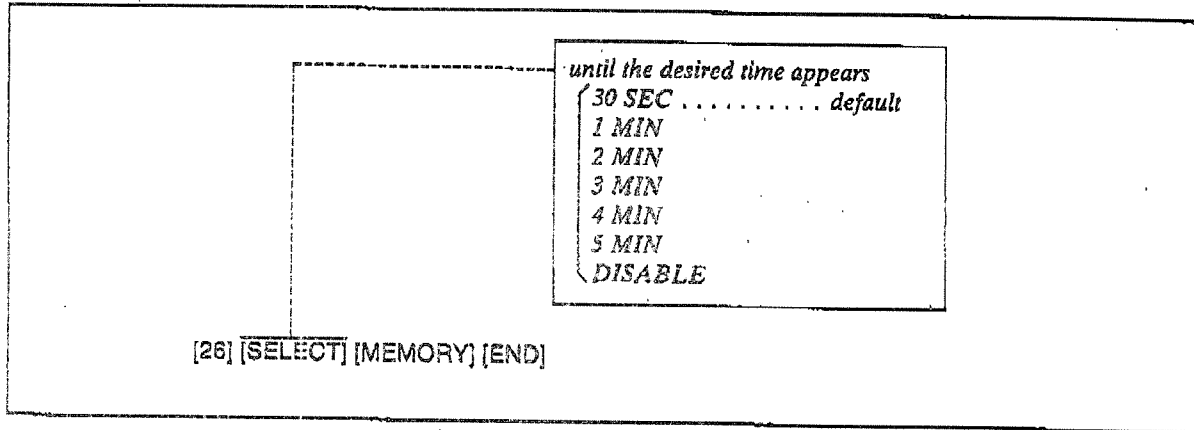 until the desired time appears
30 SEC .......... default
1 MIN
2 MIN
3 MIN
4 MIN
5 MIN
DISABLE
[26] [SELECT] [MEMORY] [END]